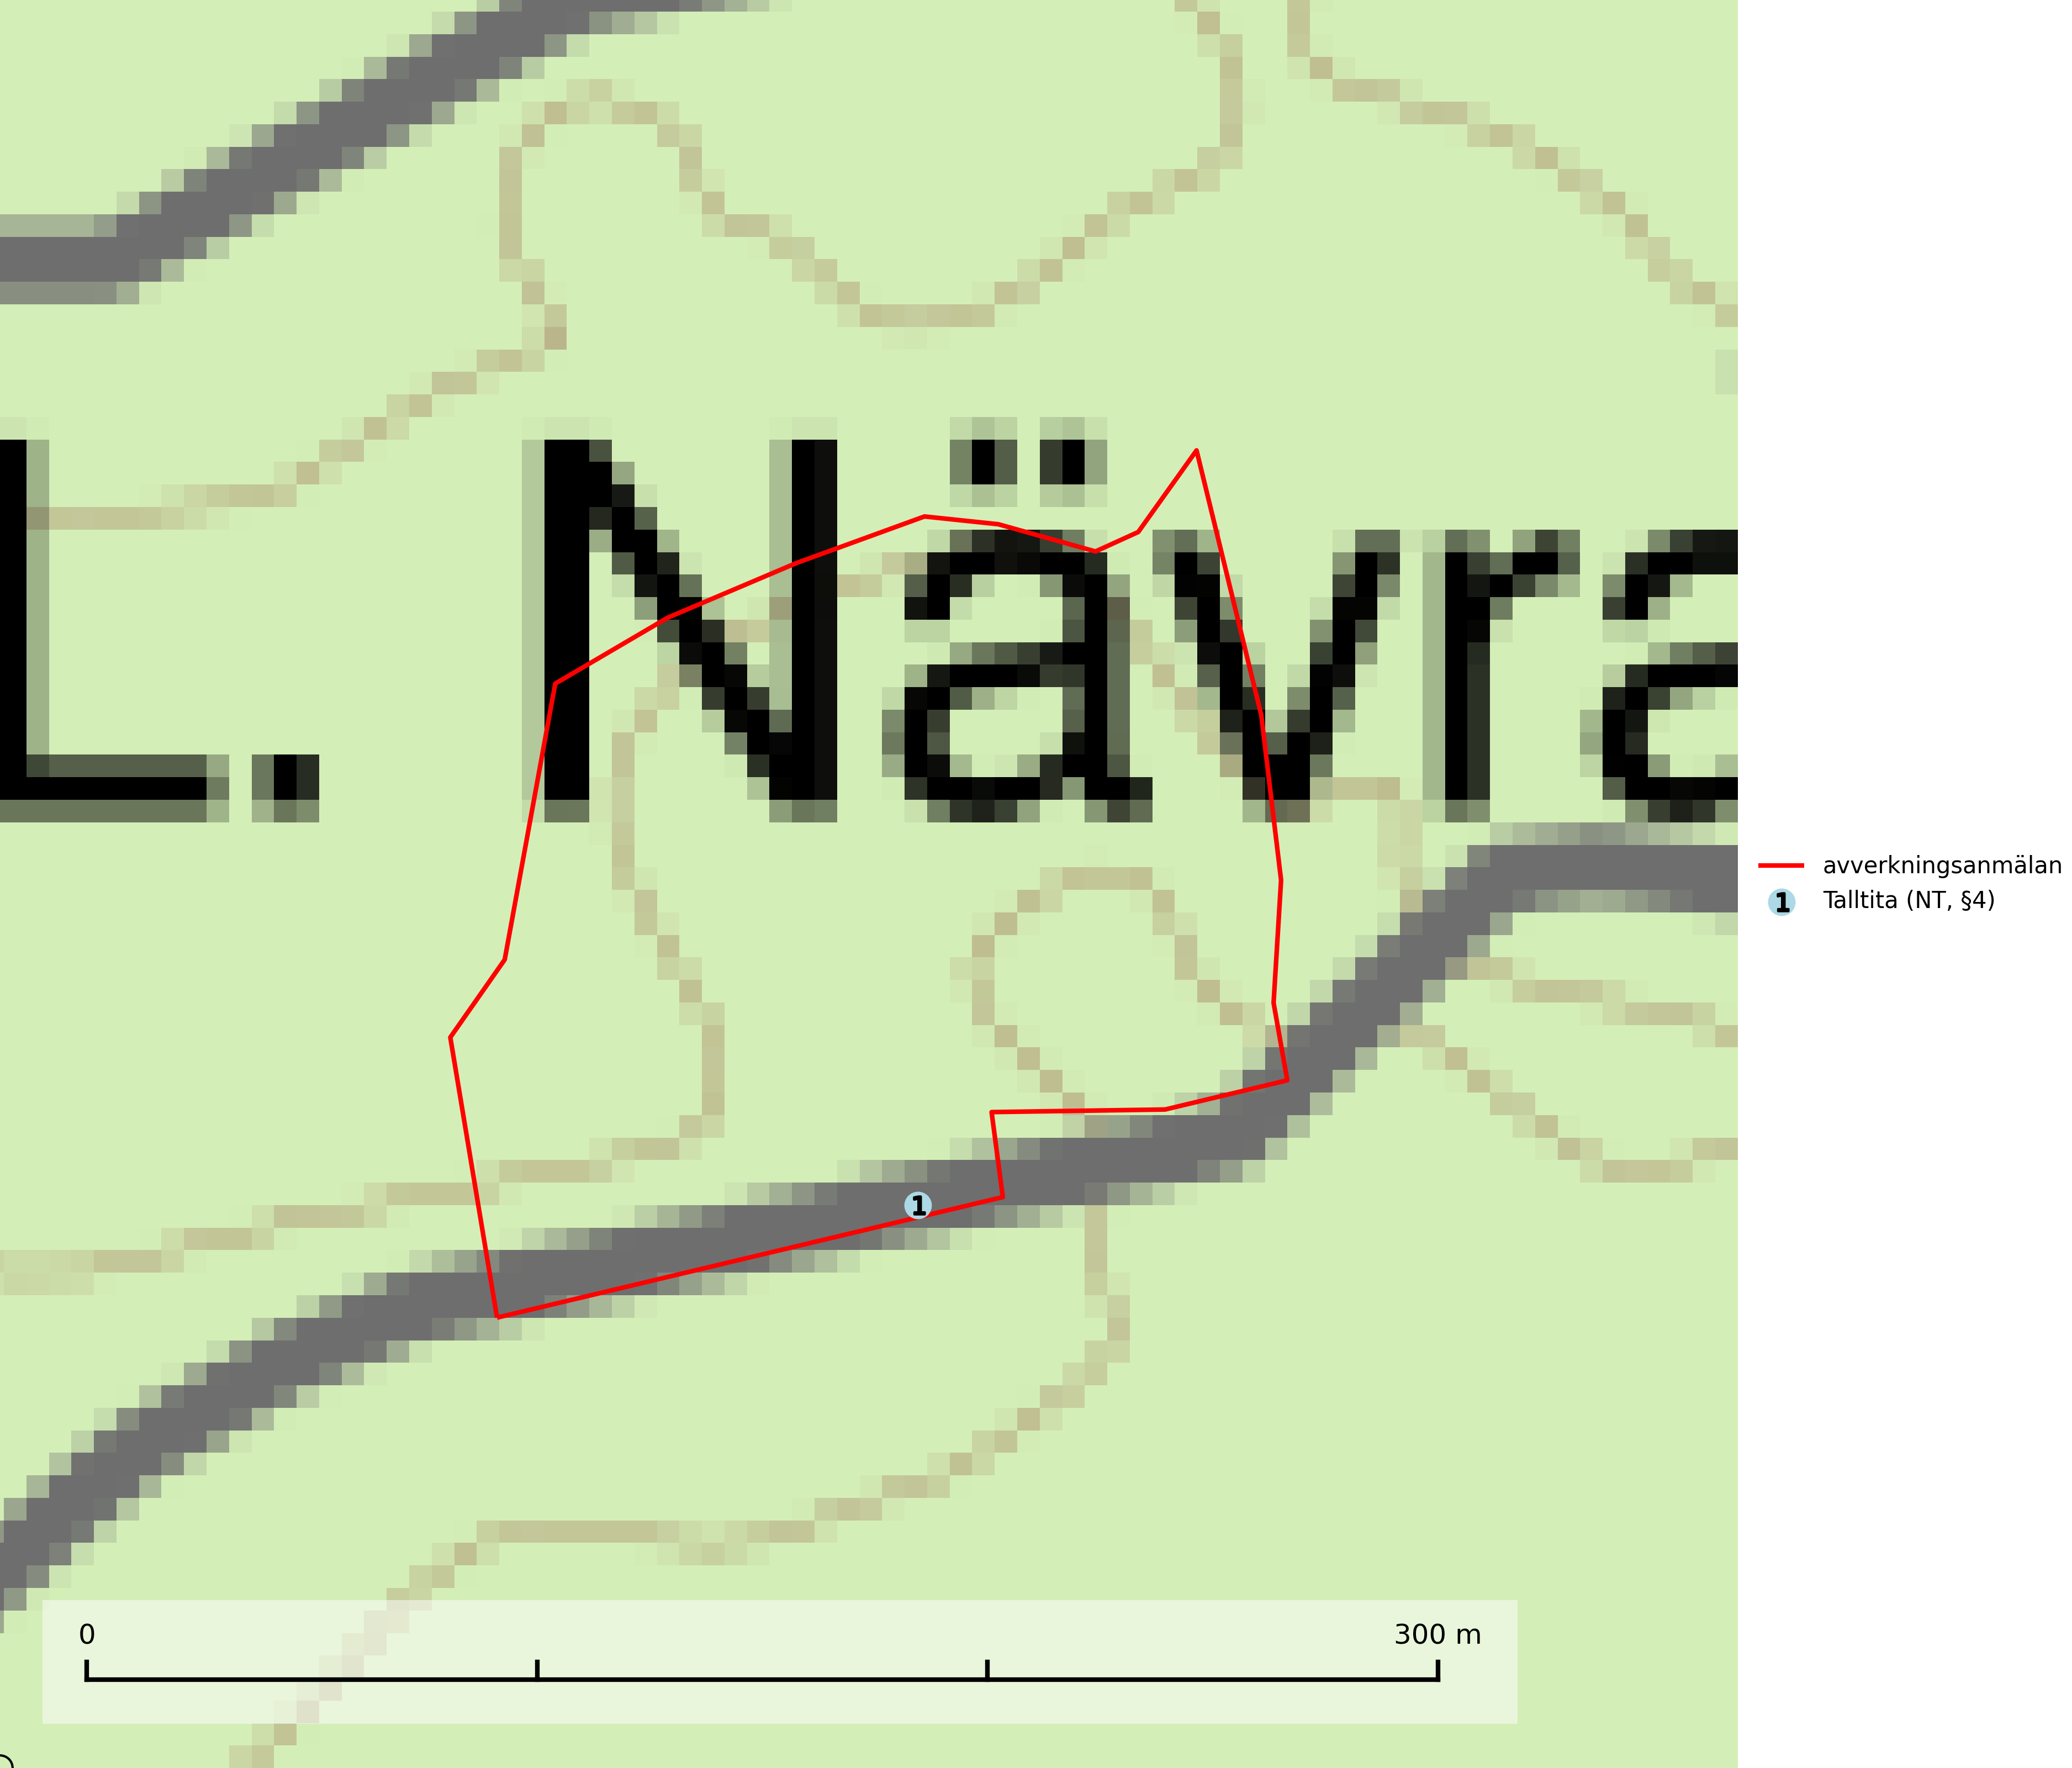 L. Nävra
avverkningsanmälan
1 Talltita (NT, §4)
1
0 300 m